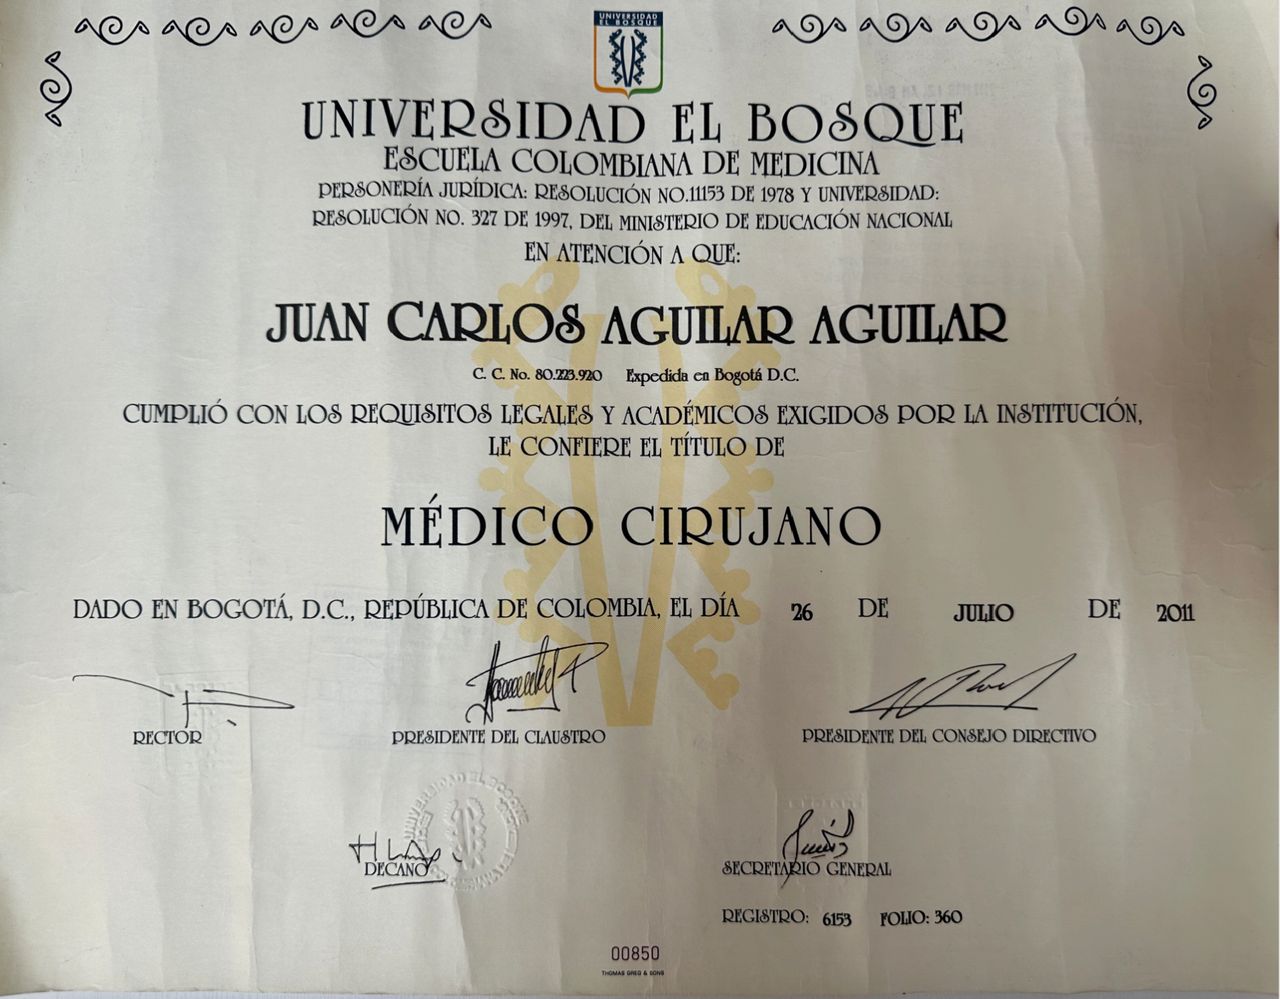 UNIVERSIDAD
EL BOSQUE
UNIVERSIDAD EL BOSQUE
ESCUELA COLOMBIANA DE MEDICINA
PERSONERÍA JURÍDICA: RESOLUCIÓN NO.11153 DE 1978 Y UNIVERSIDAD:
RESOLUCIÓN NO. 327 DE 1997, DEL MINISTERIO DE EDUCACIÓN NACIONAL
EN ATENCIÓN A QUE:
JUAN CARLOS AGUILAR AGUILAR
C. C. No. 80.223.920 Expedida en Bogotá D.C.
CUMPLIÓ CON LOS REQUISITOS LEGALES Y ACADÉMICOS EXIGIDOS POR LA INSTITUCIÓN,
LE CONFIERE EL TÍTULO DE
MÉDICO CIRUJANO
DADO EN BOGOTÁ, D.C., REPÚBLICA DE COLOMBIA, EL DÍA 26 DE JULIO DE 2011
RECTOR PRESIDENTE DEL CLAUSTRO PRESIDENTE DEL CONSEJO DIRECTIVO
UNIVERSIDAD EL BOSQUE
DECANO SECRETARIO GENERAL
REGISTRO: 6153 FOLIO: 360
00850
THOMAS GREG & SONS